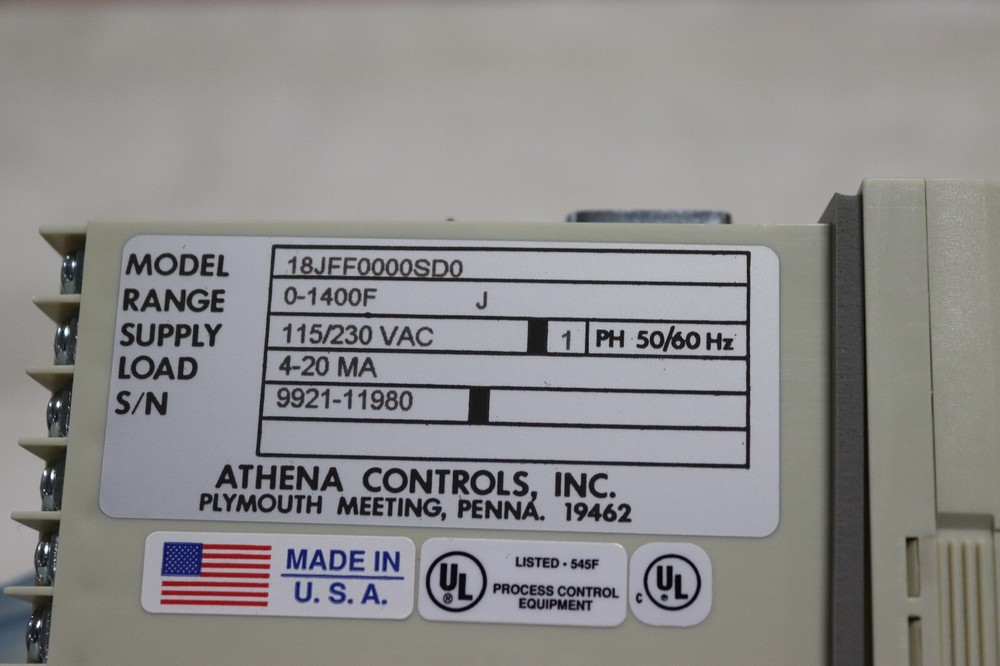 MODEL 18JFF0000SD0
RANGE 0-1400F J
SUPPLY 115/230 VAC 1 PH 50/60 Hz
LOAD 4-20 MA
S/N 9921-11980
ATHENA CONTROLS, INC.
PLYMOUTH MEETING, PENNA. 19462
MADE IN
U.S.A.
UL ®
LISTED · 545F
PROCESS CONTROL
EQUIPMENT
c UL ®